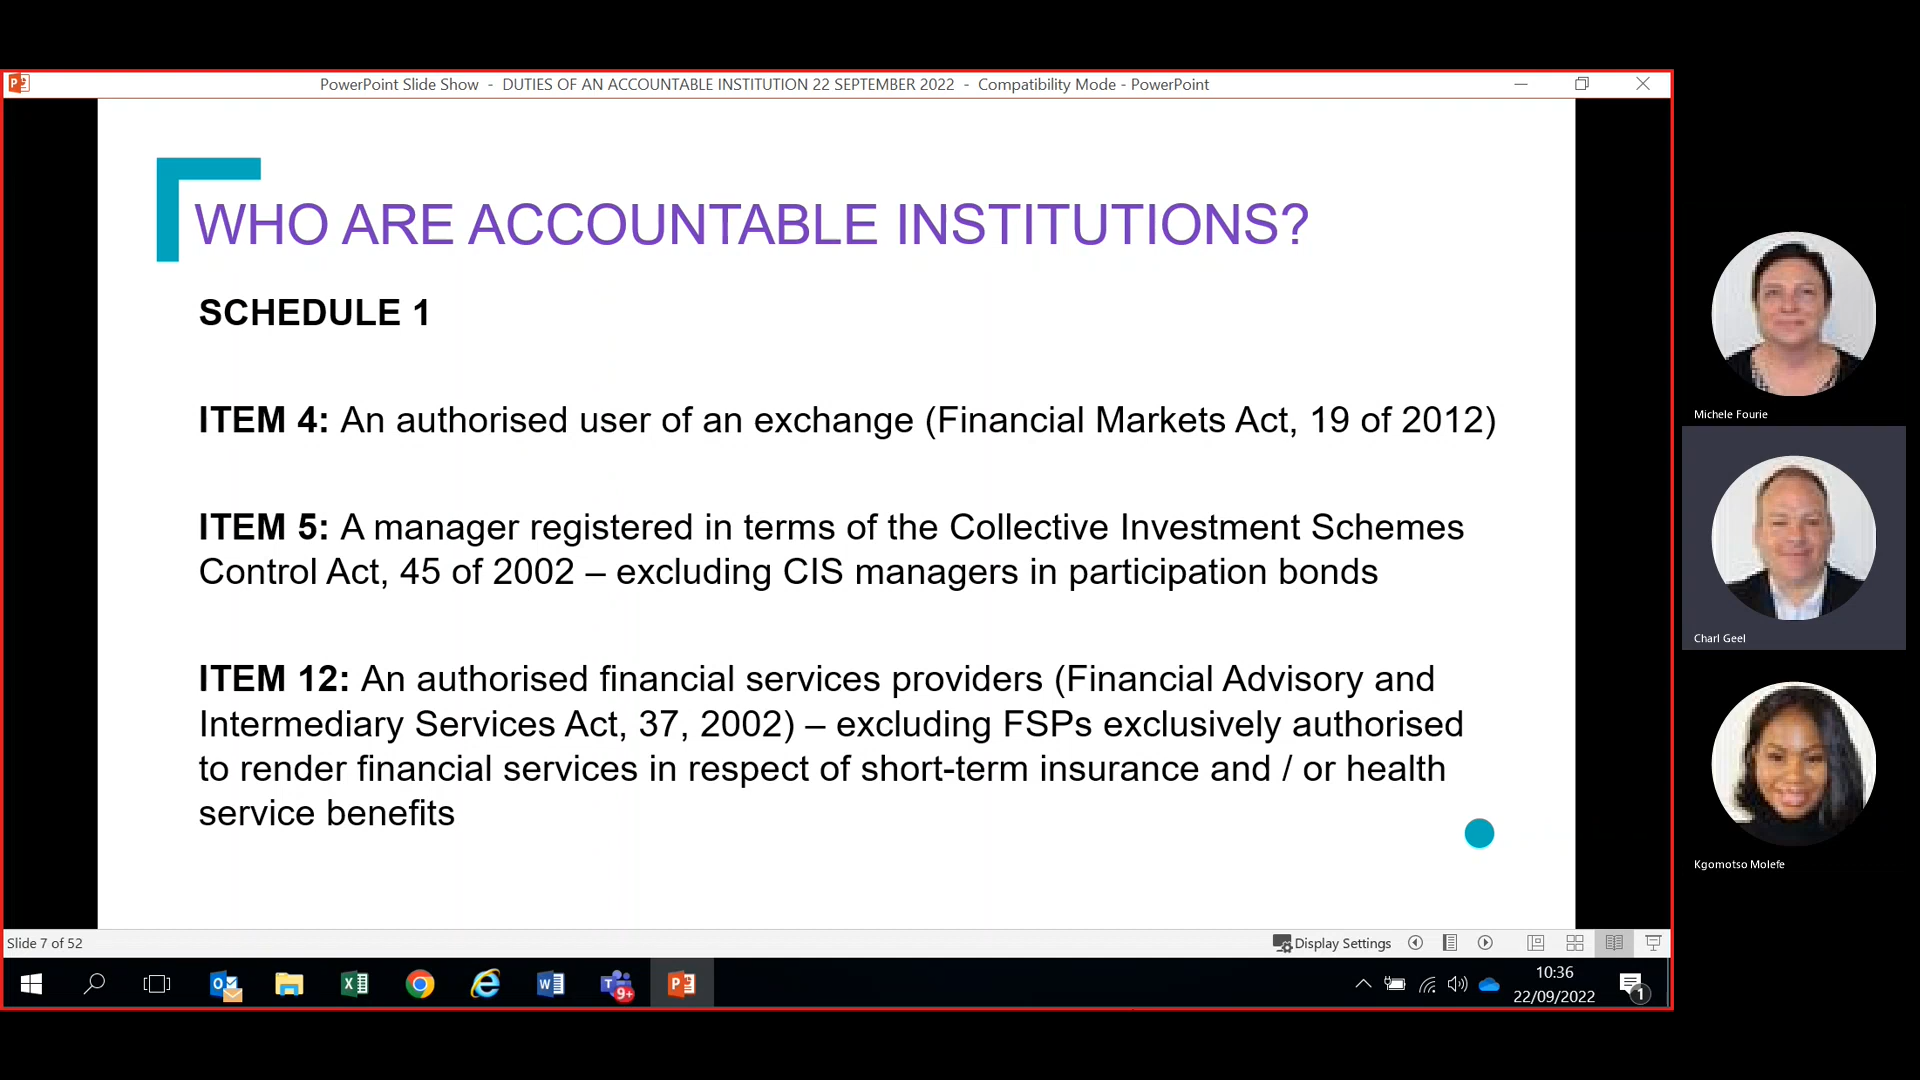 PowerPoint Slide Show - DUTIES OF AN ACCOUNTABLE INSTITUTION 22 SEPTEMBER 2022 - Compatibility Mode - PowerPoint
WHO ARE ACCOUNTABLE INSTITUTIONS?
SCHEDULE 1
ITEM 4: An authorised user of an exchange (Financial Markets Act, 19 of 2012)
ITEM 5: A manager registered in terms of the Collective Investment Schemes
Control Act, 45 of 2002 – excluding CIS managers in participation bonds
ITEM 12: An authorised financial services providers (Financial Advisory and
Intermediary Services Act, 37, 2002) – excluding FSPs exclusively authorised
to render financial services in respect of short-term insurance and / or health
service benefits
Michele Fourie
Charl Geel
Kgomotso Molefe
Slide 7 of 52
Display Settings
9+
10:36
22/09/2022
1